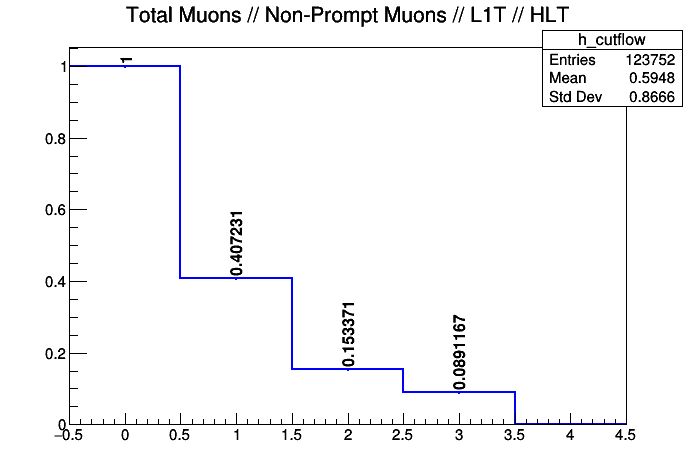 Total Muons // Non-Prompt Muons // L1T // HLT
h_cutflow
Entries 123752
Mean 0.5948
Std Dev 0.8666
1
0.8
0.6
0.4
0.2
0
1
0.407231
0.153371
0.0891167
−0.5 0 0.5 1 1.5 2 2.5 3 3.5 4 4.5